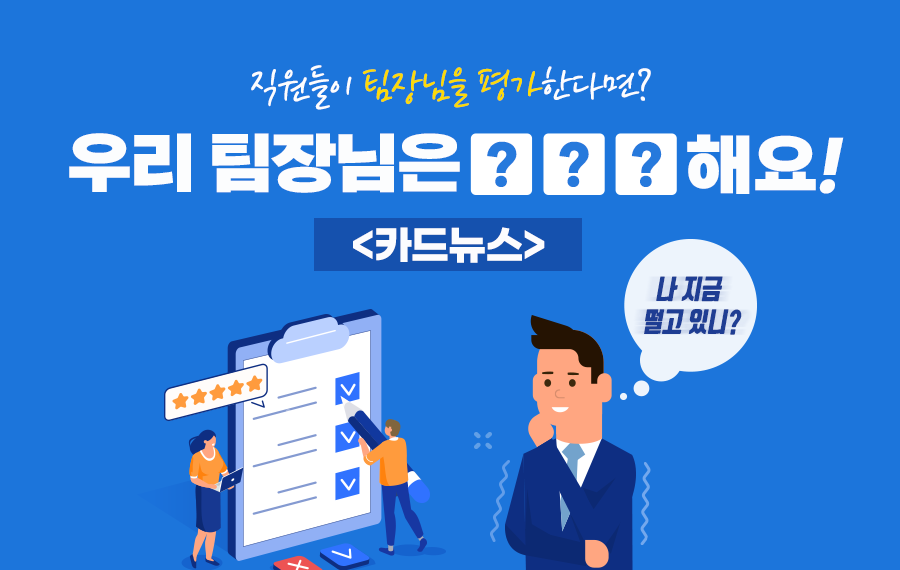 직원들이 팀장님을 평가한다면?
우리 팀장님은 ? ? ? 해요!
<카드뉴스>
나 지금
떨고 있니?